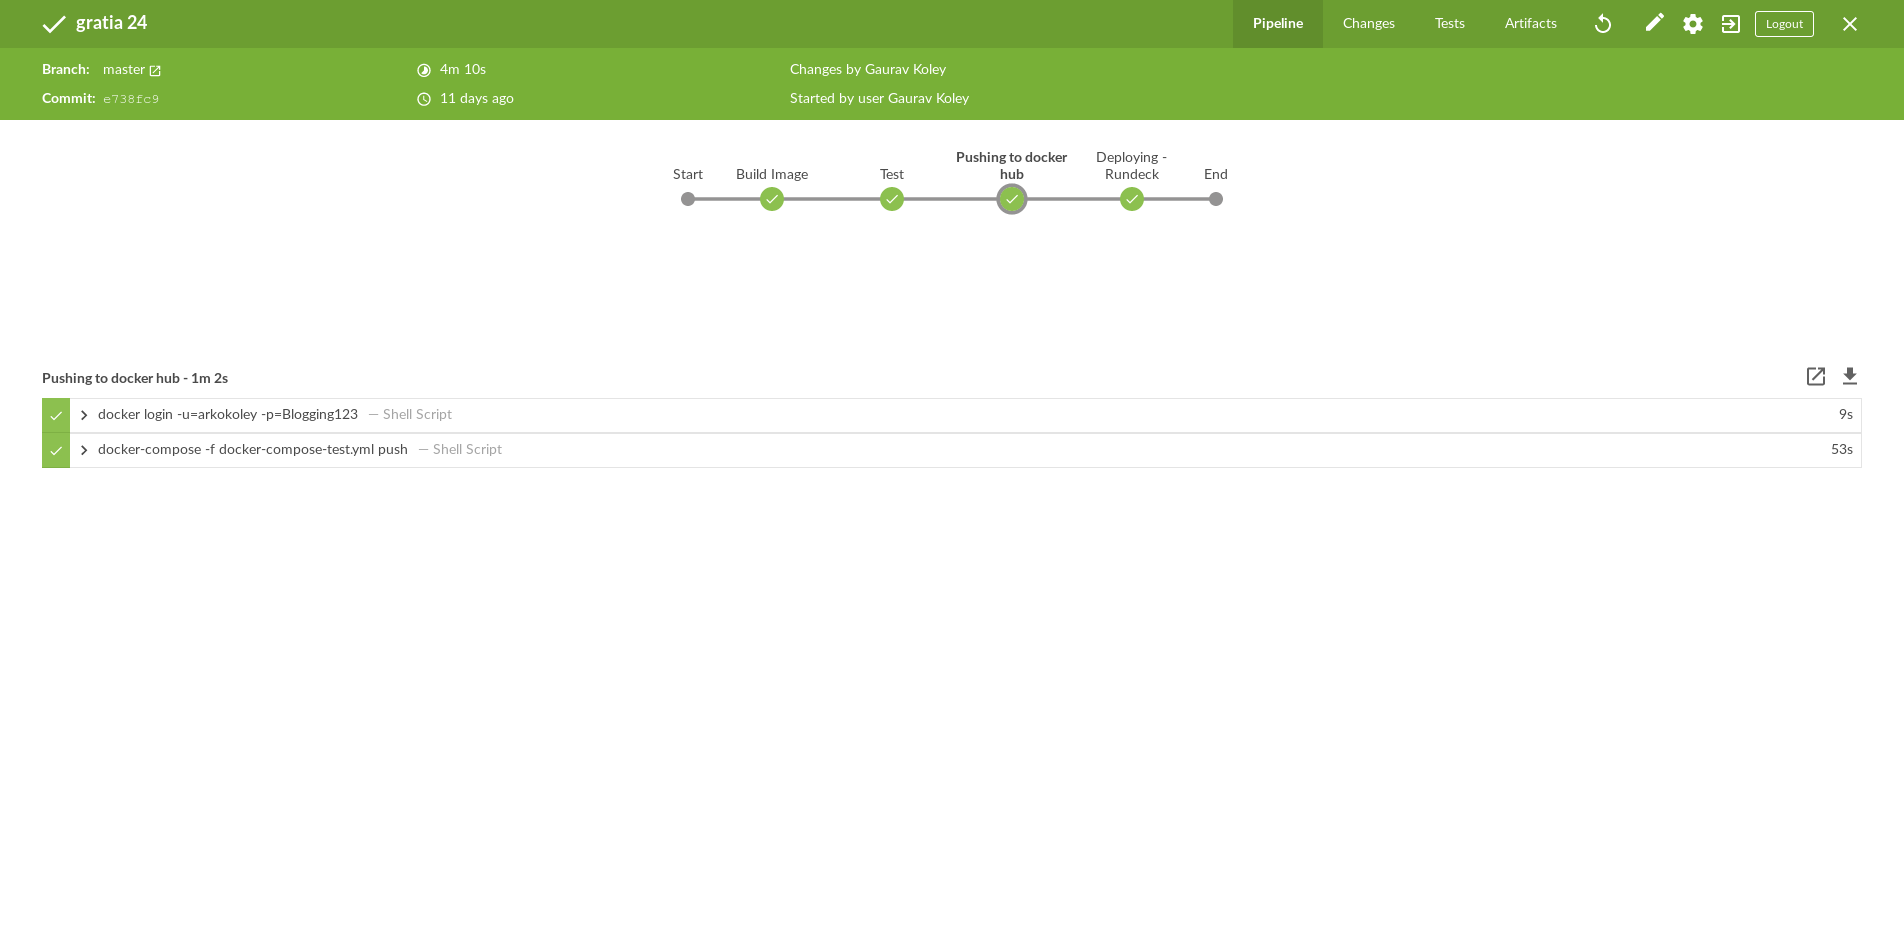 gratia 24
Pipeline
Changes
Tests
Artifacts
Logout
Branch: master
4m 10s
Changes by Gaurav Koley
Commit: e738fc9
11 days ago
Started by user Gaurav Koley
Start
Build Image
Test
Pushing to docker
hub
Deploying -
Rundeck
End
Pushing to docker hub - 1m 2s
docker login -u=arkokoley -p=Blogging123 — Shell Script 9s
docker-compose -f docker-compose-test.yml push — Shell Script 53s